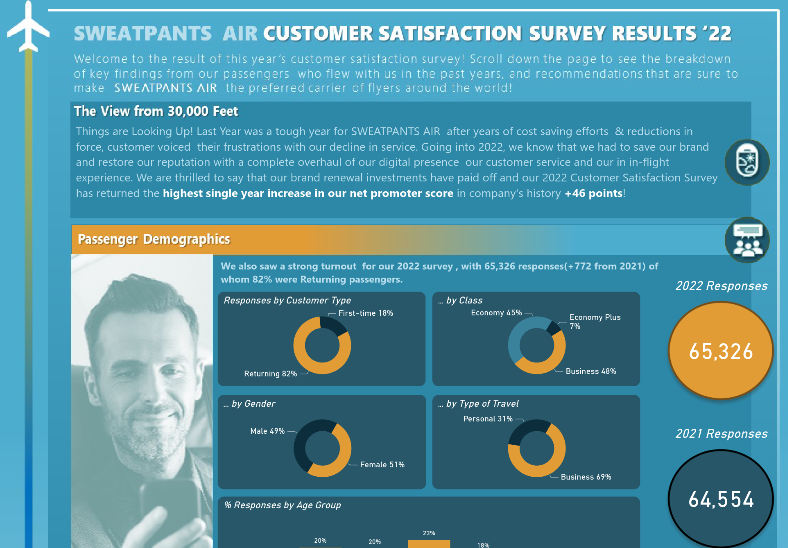 SWEATPANTS AIR CUSTOMER SATISFACTION SURVEY RESULTS ‘22
Welcome to the result of this year’s customer satisfaction survey! Scroll down the page to see the breakdown
of key findings from our passengers who flew with us in the past years, and recommendations that are sure to
make SWEATPANTS AIR the preferred carrier of flyers around the world!
The View from 30,000 Feet
Things are Looking Up! Last Year was a tough year for SWEATPANTS AIR after years of cost saving efforts & reductions in
force, customer voiced their frustrations with our decline in service. Going into 2022, we know that we had to save our brand
and restore our reputation with a complete overhaul of our digital presence our customer service and our in in-flight
experience. We are thrilled to say that our brand renewal investments have paid off and our 2022 Customer Satisfaction Survey
has returned the highest single year increase in our net promoter score in company’s history +46 points!
Passenger Demographics
We also saw a strong turnout for our 2022 survey , with 65,326 responses(+772 from 2021) of
whom 82% were Returning passengers.
Responses by Customer Type
First-time 18%
Returning 82%
... by Class
Economy 45%
Economy Plus
7%
Business 48%
2022 Responses
65,326
... by Gender
Male 49%
Female 51%
... by Type of Travel
Personal 31%
Business 69%
2021 Responses
64,554
% Responses by Age Group
20%
20%
23%
18%